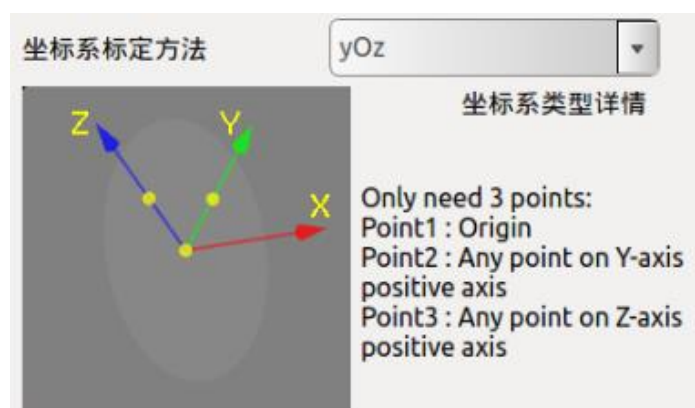 坐标系标定方法
yOz
坐标系类型详情
Z
Y
X
Only need 3 points:
Point1 : Origin
Point2 : Any point on Y-axis
positive axis
Point3 : Any point on Z-axis
positive axis